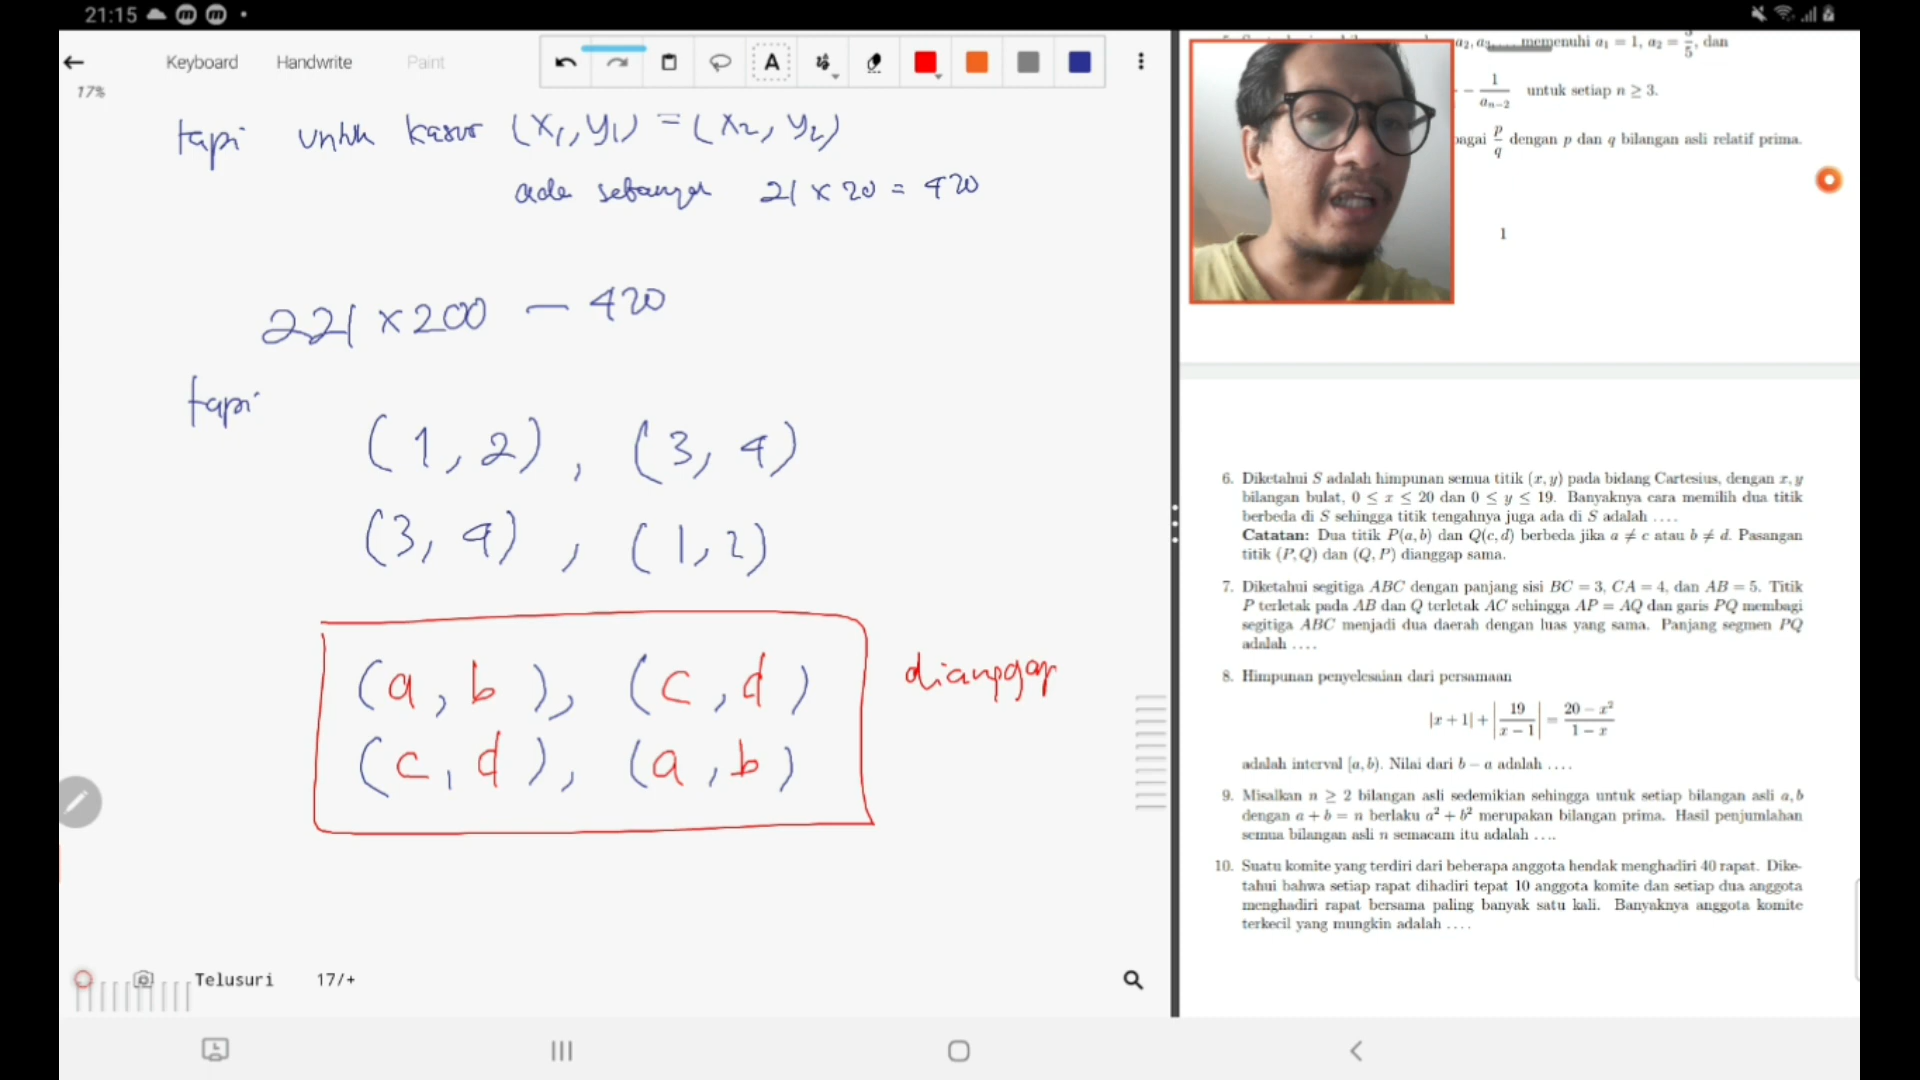 21:15
Keyboard Handwrite Paint
17%
A
tapi untuk kasus (x₁, y₁) = (x₂, y₂)
ada sebanyak 21 x 20 = 420
221 x 200 – 420
tapi
(1, 2), (3, 4)
(3, 4), (1, 2)
(a, b), (c, d)
(c, d), (a, b)
dianggap
Telusuri 17/+
a₂, a₃, ... memenuhi a₁ = 1, a₂ = 3/5, dan
- 1/aₙ₋₂ untuk setiap n ≥ 3.
bagai p/q dengan p dan q bilangan asli relatif prima.
1
6. Diketahui S adalah himpunan semua titik (x, y) pada bidang Cartesius, dengan x, y
bilangan bulat, 0 ≤ x ≤ 20 dan 0 ≤ y ≤ 19. Banyaknya cara memilih dua titik
berbeda di S sehingga titik tengahnya juga ada di S adalah ....
Catatan: Dua titik P(a, b) dan Q(c, d) berbeda jika a ≠ c atau b ≠ d. Pasangan
titik (P, Q) dan (Q, P) dianggap sama.
7. Diketahui segitiga ABC dengan panjang sisi BC = 3, CA = 4, dan AB = 5. Titik
P terletak pada AB dan Q terletak AC sehingga AP = AQ dan garis PQ membagi
segitiga ABC menjadi dua daerah dengan luas yang sama. Panjang segmen PQ
adalah ....
8. Himpunan penyelesaian dari persamaan
|x + 1| + |19/(x − 1)| = (20 − x²)/(1 − x)
adalah interval [a, b). Nilai dari b − a adalah ....
9. Misalkan n ≥ 2 bilangan asli sedemikian sehingga untuk setiap bilangan asli a, b
dengan a + b = n berlaku a² + b² merupakan bilangan prima. Hasil penjumlahan
semua bilangan asli n semacam itu adalah ....
10. Suatu komite yang terdiri dari beberapa anggota hendak menghadiri 40 rapat. Dike-
tahui bahwa setiap rapat dihadiri tepat 10 anggota komite dan setiap dua anggota
menghadiri rapat bersama paling banyak satu kali. Banyaknya anggota komite
terkecil yang mungkin adalah ....